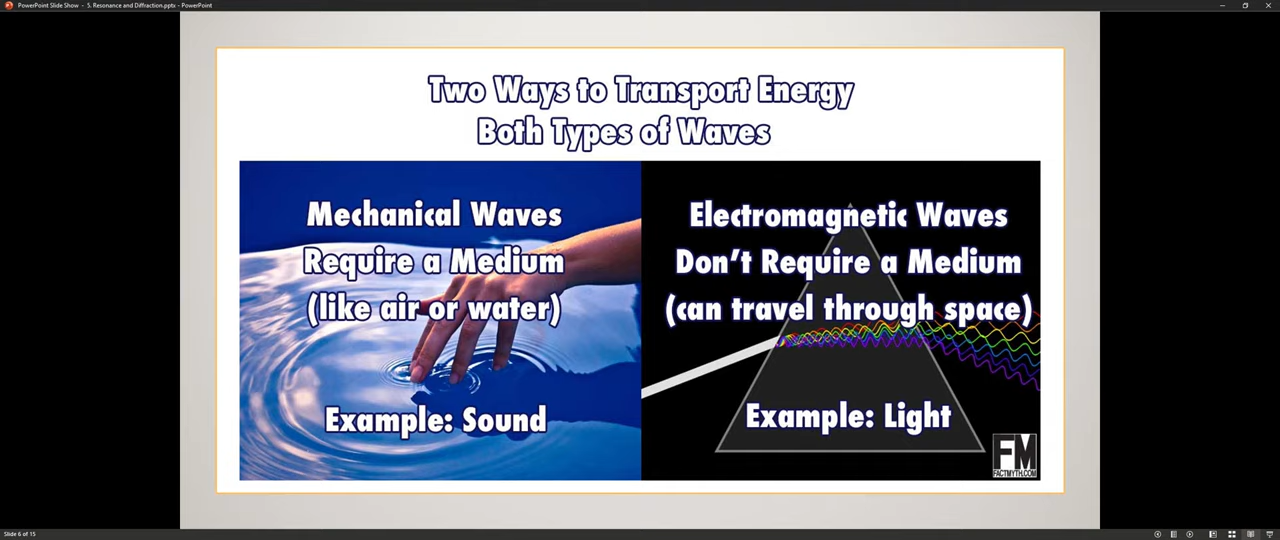 PowerPoint Slide Show - 5. Resonance and Diffraction.pptx - PowerPoint
Two Ways to Transport Energy
Both Types of Waves
Mechanical Waves
Require a Medium
(like air or water)
Example: Sound
Electromagnetic Waves
Don't Require a Medium
(can travel through space)
Example: Light
FM
FACTMYTH.COM
Slide 6 of 15